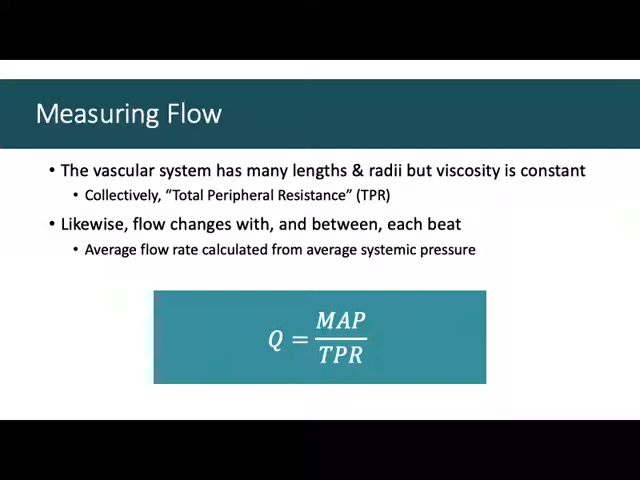 Measuring Flow
• The vascular system has many lengths & radii but viscosity is constant
• Collectively, “Total Peripheral Resistance” (TPR)
• Likewise, flow changes with, and between, each beat
• Average flow rate calculated from average systemic pressure
Q = MAP / TPR